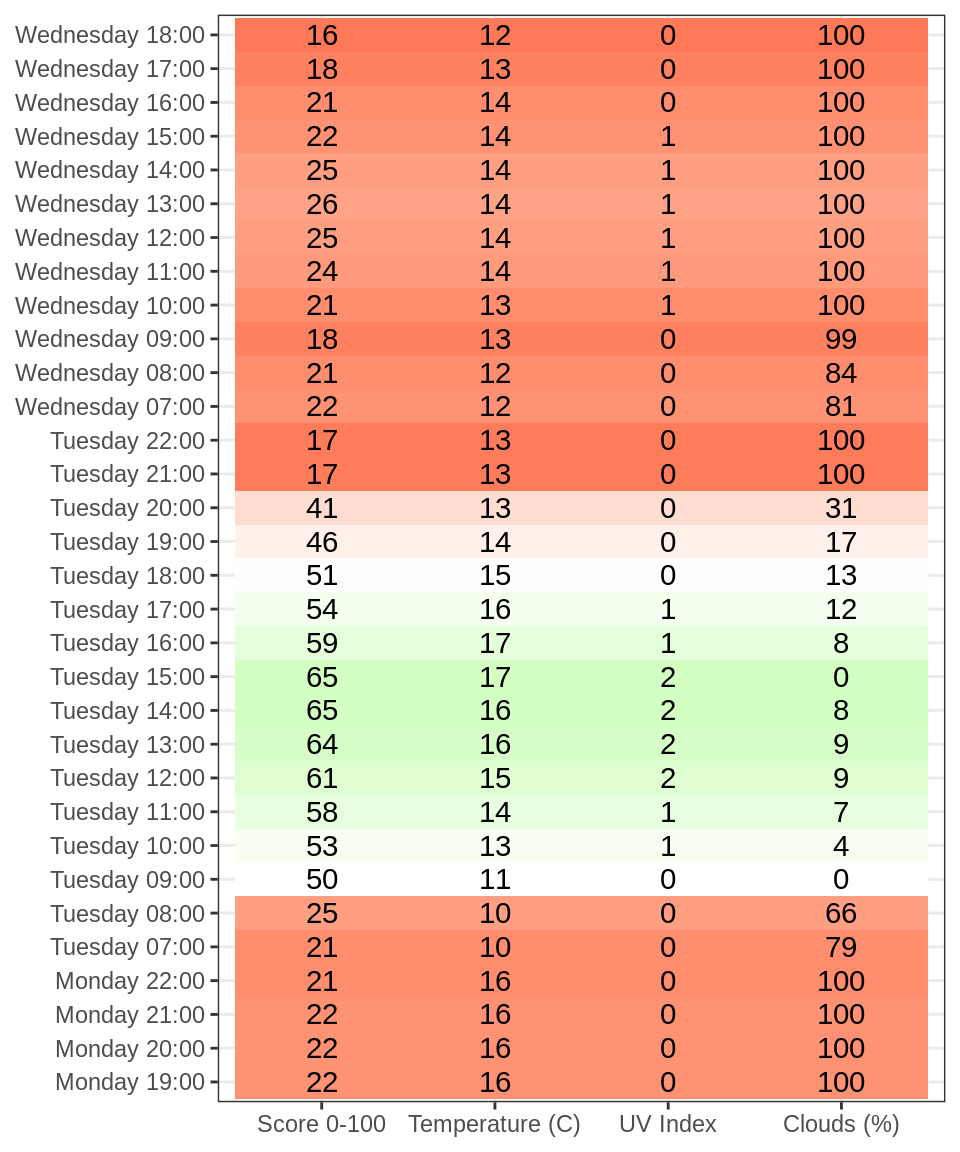 Wednesday 18:00 16 12 0 100
Wednesday 17:00 18 13 0 100
Wednesday 16:00 21 14 0 100
Wednesday 15:00 22 14 1 100
Wednesday 14:00 25 14 1 100
Wednesday 13:00 26 14 1 100
Wednesday 12:00 25 14 1 100
Wednesday 11:00 24 14 1 100
Wednesday 10:00 21 13 1 100
Wednesday 09:00 18 13 0 99
Wednesday 08:00 21 12 0 84
Wednesday 07:00 22 12 0 81
Tuesday 22:00 17 13 0 100
Tuesday 21:00 17 13 0 100
Tuesday 20:00 41 13 0 31
Tuesday 19:00 46 14 0 17
Tuesday 18:00 51 15 0 13
Tuesday 17:00 54 16 1 12
Tuesday 16:00 59 17 1 8
Tuesday 15:00 65 17 2 0
Tuesday 14:00 65 16 2 8
Tuesday 13:00 64 16 2 9
Tuesday 12:00 61 15 2 9
Tuesday 11:00 58 14 1 7
Tuesday 10:00 53 13 1 4
Tuesday 09:00 50 11 0 0
Tuesday 08:00 25 10 0 66
Tuesday 07:00 21 10 0 79
Monday 22:00 21 16 0 100
Monday 21:00 22 16 0 100
Monday 20:00 22 16 0 100
Monday 19:00 22 16 0 100
Score 0-100 Temperature (C) UV Index Clouds (%)